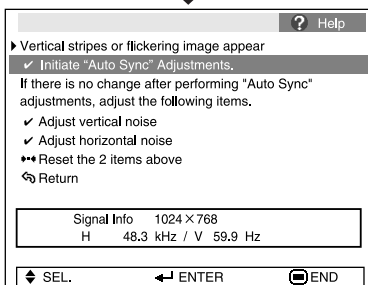 ? Help
Vertical stripes or flickering image appear
✔ Initiate “Auto Sync” Adjustments.
If there is no change after performing "Auto Sync"
adjustments, adjust the following items.
✔ Adjust vertical noise
✔ Adjust horizontal noise
Reset the 2 items above
Return
Signal Info 1024×768
H 48.3 kHz / V 59.9 Hz
SEL. ENTER END